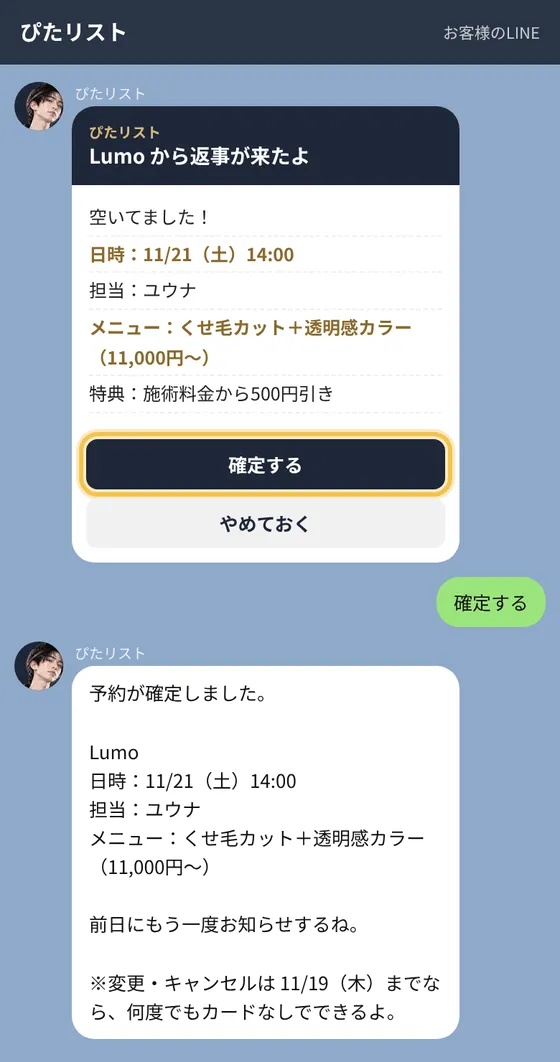 ぴたリスト
お客様のLINE
ぴたリスト
ぴたリスト
Lumo から返事が来たよ
空いてました！
日時：11/21（土）14:00
担当：ユウナ
メニュー：くせ毛カット＋透明感カラー
（11,000円〜）
特典：施術料金から500円引き
確定する
やめておく
確定する
ぴたリスト
予約が確定しました。
Lumo
日時：11/21（土）14:00
担当：ユウナ
メニュー：くせ毛カット＋透明感カラー
（11,000円〜）
前日にもう一度お知らせするね。
※変更・キャンセルは 11/19（木）までな
ら、何度でもカードなしでできるよ。